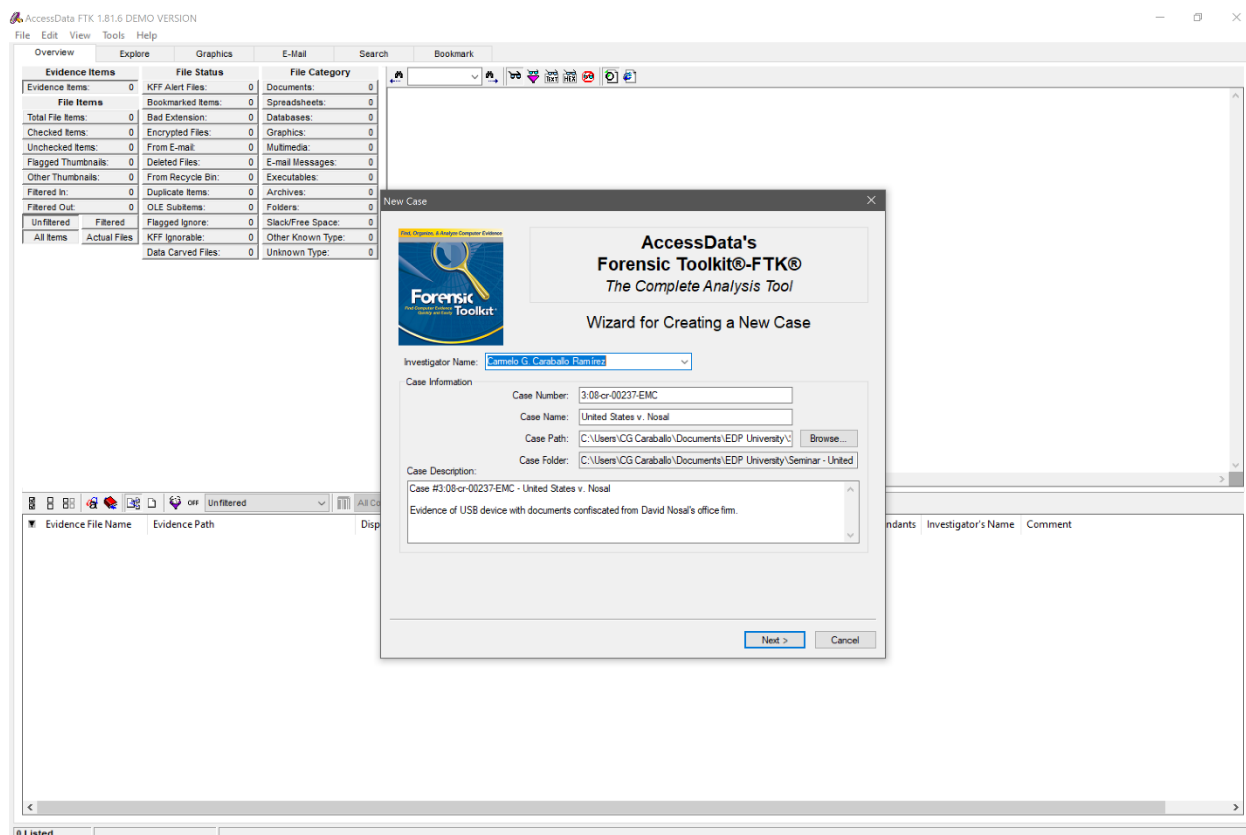 AccessData FTK 1.81.6 DEMO VERSION
File Edit View Tools Help
Overview Explore Graphics E-Mail Search Bookmark
Evidence Items File Status File Category
Evidence Items: 0 KFF Alert Files: 0 Documents: 0
File Items Bookmarked Items: 0 Spreadsheets: 0
Total File Items: 0 Bad Extension: 0 Databases: 0
Checked Items: 0 Encrypted Files: 0 Graphics: 0
Unchecked Items: 0 From E-mail: 0 Multimedia: 0
Flagged Thumbnails: 0 Deleted Files: 0 E-mail Messages: 0
Other Thumbnails: 0 From Recycle Bin: 0 Executables: 0
Filtered In: 0 Duplicate Items: 0 Archives: 0
Filtered Out: 0 OLE Subitems: 0 Folders: 0
Unfiltered Filtered Flagged Ignore: 0 Slack/Free Space: 0
All Items Actual Files KFF Ignorable: 0 Other Known Type: 0
Data Carved Files: 0 Unknown Type: 0
New Case
Find, Organize, & Analyze Computer Evidence
Forensic
Toolkit
AccessData's
Forensic Toolkit®-FTK®
The Complete Analysis Tool
Wizard for Creating a New Case
Investigator Name: Carmelo G. Caraballo Ramirez
Case Information
Case Number: 3:08-cr-00237-EMC
Case Name: United States v. Nosal
Case Path: C:\Users\CG Caraballo\Documents\EDP University\ Browse...
Case Folder: C:\Users\CG Caraballo\Documents\EDP University\Seminar - United
Case Description:
Case #3:08-cr-00237-EMC - United States v. Nosal
Evidence of USB device with documents confiscated from David Nosal's office firm.
Next > Cancel
OFF Unfiltered All Co
Evidence File Name Evidence Path Disp ndants Investigator's Name Comment
0 Listed